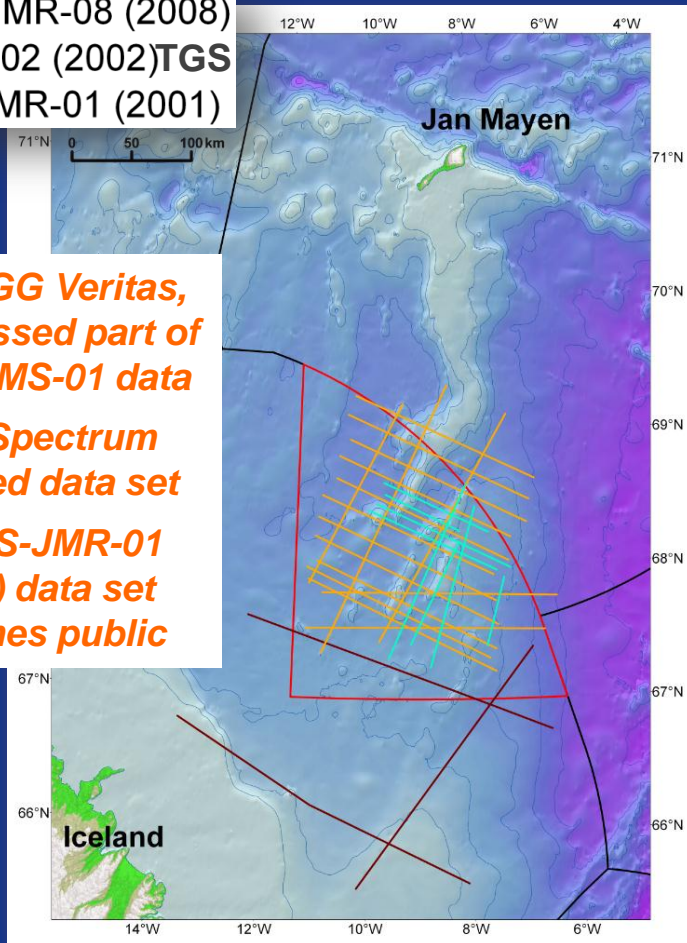 MR-08 (2008)
02 (2002)TGS
MR-01 (2001)
12°W 10°W 8°W 6°W 4°W
Jan Mayen
71°N
0 50 100 km
71°N
70°N
GG Veritas,
ssed part of
MS-01 data
Spectrum
ed data set
S-JMR-01
) data set
nes public
69°N
68°N
67°N
67°N
66°N
66°N
Iceland
14°W 12°W 10°W 8°W 6°W